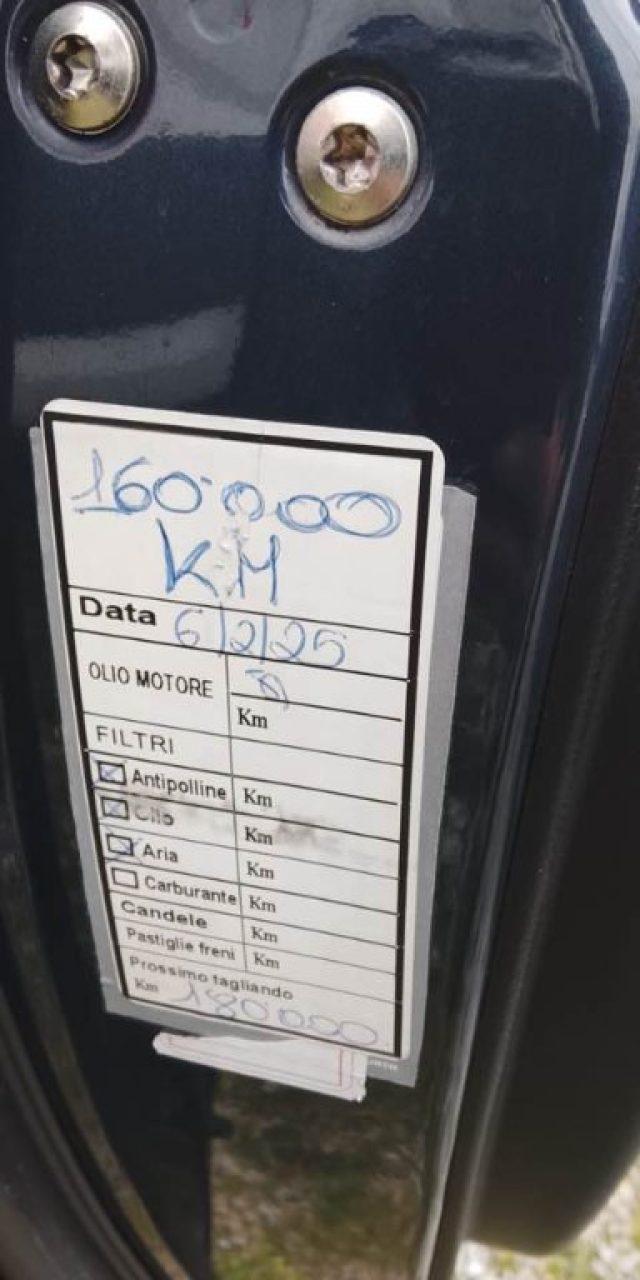 160.000
KM
Data 6/2/25
OLIO MOTORE
Km
FILTRI
Antipolline Km
Olio Km
Aria Km
Carburante Km
Candele Km
Pastiglie freni Km
Prossimo tagliando
Km 180000